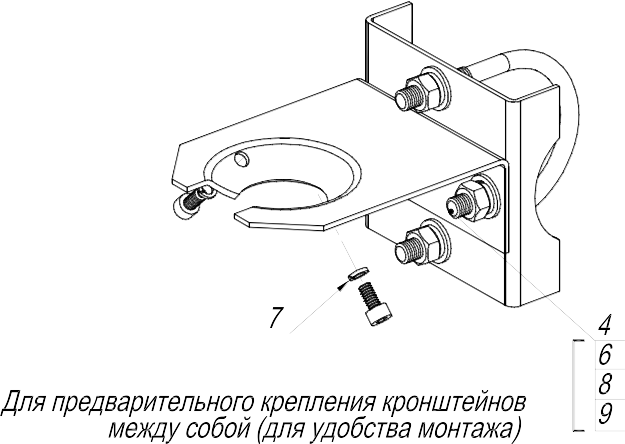 7
4
6
8
9
Для предварительного крепления кронштейнов
между собой (для удобства монтажа)